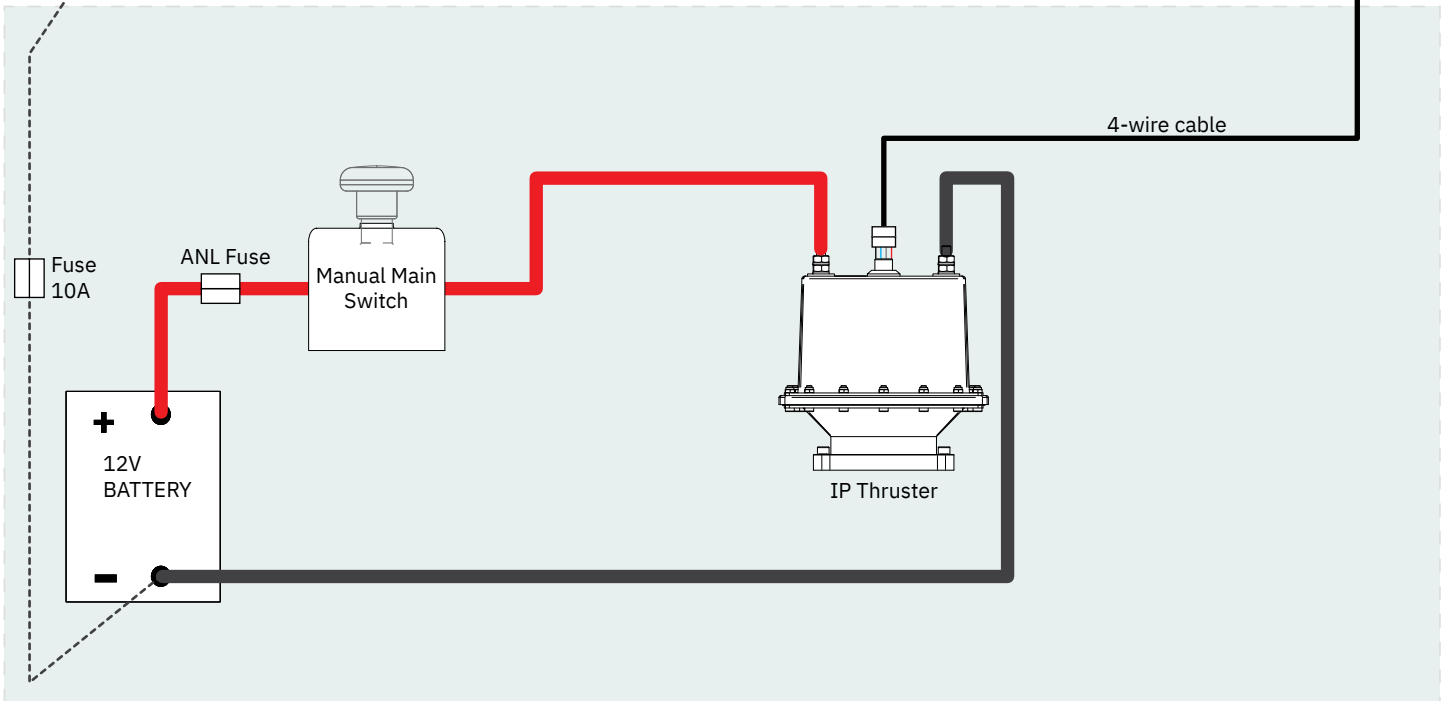 4-wire cable
Fuse
10A
ANL Fuse
Manual Main
Switch
+
12V
BATTERY
-
IP Thruster